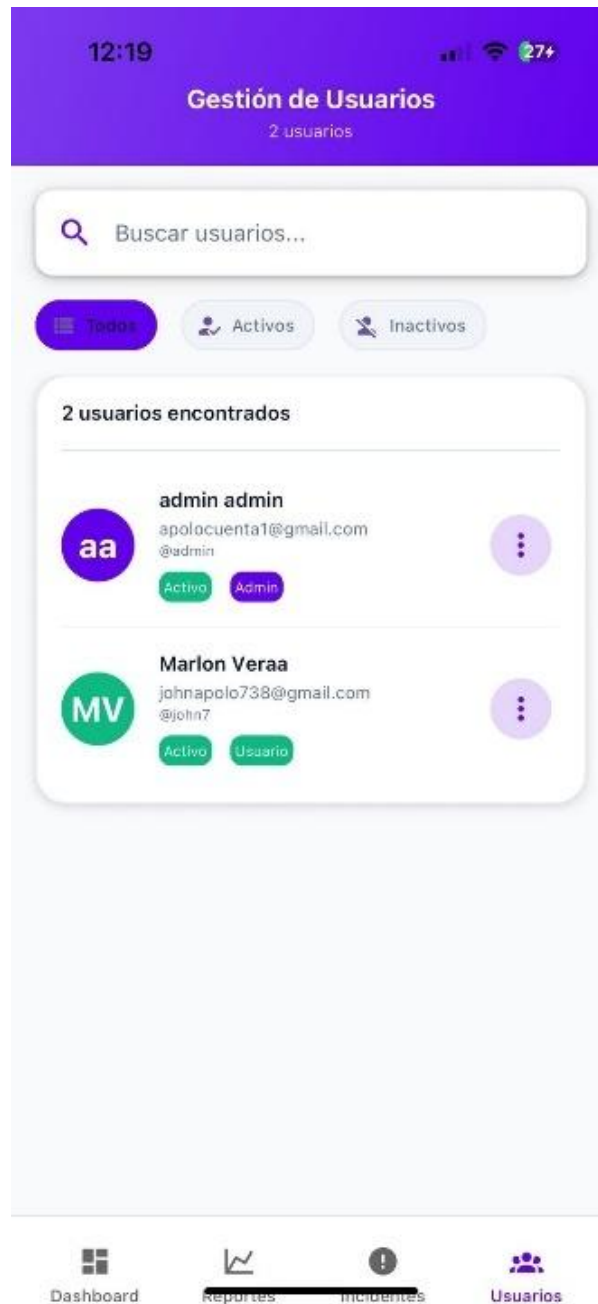 12:19
27
Gestión de Usuarios
2 usuarios
Buscar usuarios...
Todos Activos Inactivos
2 usuarios encontrados
aa
admin admin
apolocuenta1@gmail.com
@admin
Activo Admin
MV
Marlon Veraa
johnapolo738@gmail.com
@john7
Activo Usuario
Dashboard Reportes Incidentes Usuarios